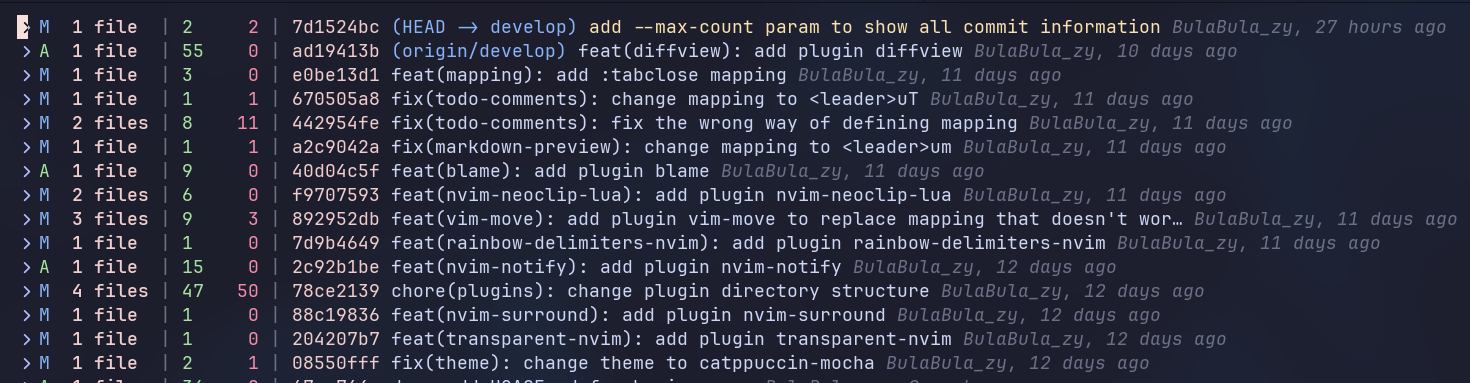 > M 1 file | 2 2 | 7d1524bc (HEAD -> develop) add --max-count param to show all commit information BulaBula_zy, 27 hours ago
> A 1 file | 55 0 | ad19413b (origin/develop) feat(diffview): add plugin diffview BulaBula_zy, 10 days ago
> M 1 file | 3 0 | e0be13d1 feat(mapping): add :tabclose mapping BulaBula_zy, 11 days ago
> M 1 file | 1 1 | 670505a8 fix(todo-comments): change mapping to <leader>uT BulaBula_zy, 11 days ago
> M 2 files | 8 11 | 442954fe fix(todo-comments): fix the wrong way of defining mapping BulaBula_zy, 11 days ago
> M 1 file | 1 1 | a2c9042a fix(markdown-preview): change mapping to <leader>um BulaBula_zy, 11 days ago
> A 1 file | 9 0 | 40d04c5f feat(blame): add plugin blame BulaBula_zy, 11 days ago
> M 2 files | 6 0 | f9707593 feat(nvim-neoclip-lua): add plugin nvim-neoclip-lua BulaBula_zy, 11 days ago
> M 3 files | 9 3 | 892952db feat(vim-move): add plugin vim-move to replace mapping that doesn't wor… BulaBula_zy, 11 days ago
> M 1 file | 1 0 | 7d9b4649 feat(rainbow-delimiters-nvim): add plugin rainbow-delimiters-nvim BulaBula_zy, 11 days ago
> A 1 file | 15 0 | 2c92b1be feat(nvim-notify): add plugin nvim-notify BulaBula_zy, 12 days ago
> M 4 files | 47 50 | 78ce2139 chore(plugins): change plugin directory structure BulaBula_zy, 12 days ago
> M 1 file | 1 0 | 88c19836 feat(nvim-surround): add plugin nvim-surround BulaBula_zy, 12 days ago
> M 1 file | 1 0 | 204207b7 feat(transparent-nvim): add plugin transparent-nvim BulaBula_zy, 12 days ago
> M 1 file | 2 1 | 08550fff fix(theme): change theme to catppuccin-mocha BulaBula_zy, 12 days ago